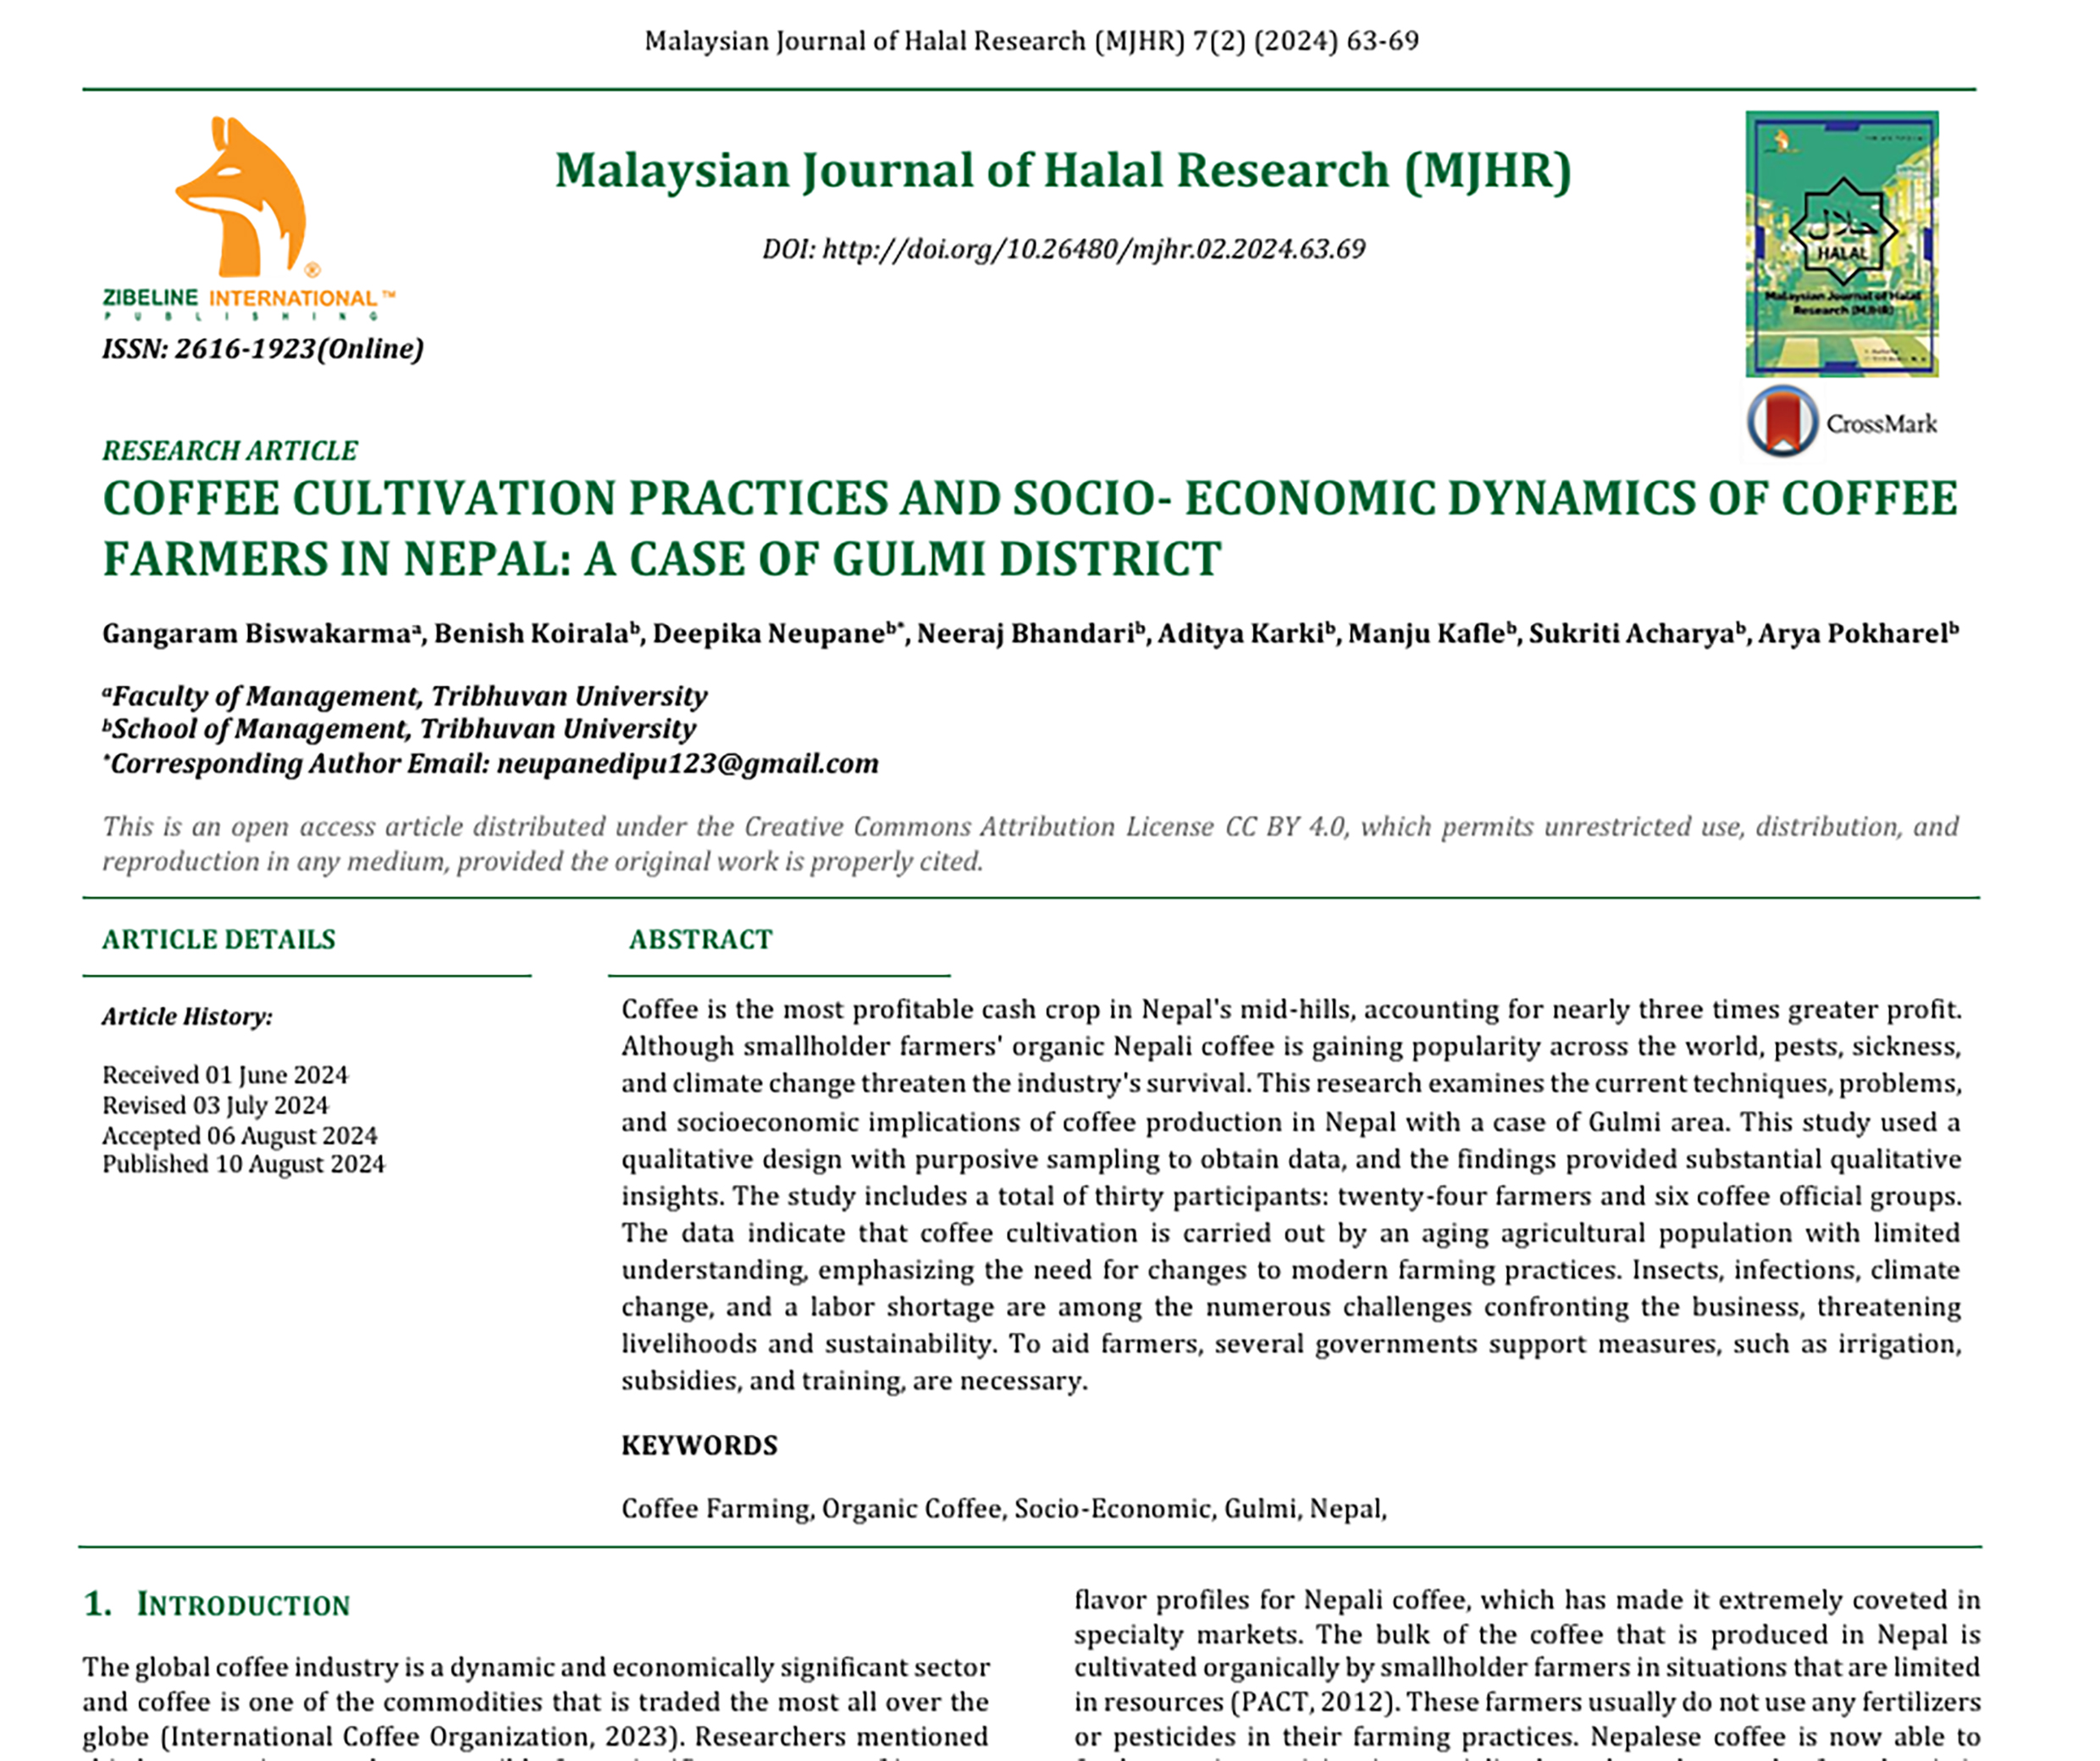 Malaysian Journal of Halal Research (MJHR) 7(2) (2024) 63-69
Malaysian Journal of Halal Research (MJHR)
DOI: http://doi.org/10.26480/mjhr.02.2024.63.69
ZIBELINE INTERNATIONAL™
PUBLISHING
ISSN: 2616-1923(Online)
حلال
HALAL
Malaysian Journal of Halal
Research (MJHR)
CrossMark
RESEARCH ARTICLE
COFFEE CULTIVATION PRACTICES AND SOCIO- ECONOMIC DYNAMICS OF COFFEE
FARMERS IN NEPAL: A CASE OF GULMI DISTRICT
Gangaram Biswakarmaᵃ, Benish Koiralaᵇ, Deepika Neupaneᵇ*, Neeraj Bhandariᵇ, Aditya Karkiᵇ, Manju Kafleᵇ, Sukriti Acharyaᵇ, Arya Pokharelᵇ
ᵃFaculty of Management, Tribhuvan University
ᵇSchool of Management, Tribhuvan University
*Corresponding Author Email: neupanedipu123@gmail.com
This is an open access article distributed under the Creative Commons Attribution License CC BY 4.0, which permits unrestricted use, distribution, and
reproduction in any medium, provided the original work is properly cited.
ARTICLE DETAILS
Article History:
Received 01 June 2024
Revised 03 July 2024
Accepted 06 August 2024
Published 10 August 2024
ABSTRACT
Coffee is the most profitable cash crop in Nepal's mid-hills, accounting for nearly three times greater profit.
Although smallholder farmers' organic Nepali coffee is gaining popularity across the world, pests, sickness,
and climate change threaten the industry's survival. This research examines the current techniques, problems,
and socioeconomic implications of coffee production in Nepal with a case of Gulmi area. This study used a
qualitative design with purposive sampling to obtain data, and the findings provided substantial qualitative
insights. The study includes a total of thirty participants: twenty-four farmers and six coffee official groups.
The data indicate that coffee cultivation is carried out by an aging agricultural population with limited
understanding, emphasizing the need for changes to modern farming practices. Insects, infections, climate
change, and a labor shortage are among the numerous challenges confronting the business, threatening
livelihoods and sustainability. To aid farmers, several governments support measures, such as irrigation,
subsidies, and training, are necessary.
KEYWORDS
Coffee Farming, Organic Coffee, Socio-Economic, Gulmi, Nepal,
1. INTRODUCTION
The global coffee industry is a dynamic and economically significant sector
and coffee is one of the commodities that is traded the most all over the
globe (International Coffee Organization, 2023). Researchers mentioned
flavor profiles for Nepali coffee, which has made it extremely coveted in
specialty markets. The bulk of the coffee that is produced in Nepal is
cultivated organically by smallholder farmers in situations that are limited
in resources (PACT, 2012). These farmers usually do not use any fertilizers
or pesticides in their farming practices. Nepalese coffee is now able to